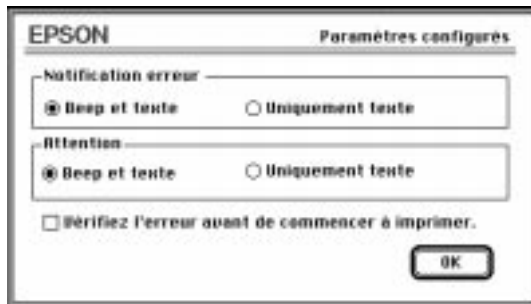 EPSON Paramètres configurés
Notification erreur
Beep et texte Uniquement texte
Attention
Beep et texte Uniquement texte
Vérifiez l'erreur avant de commencer à imprimer.
OK